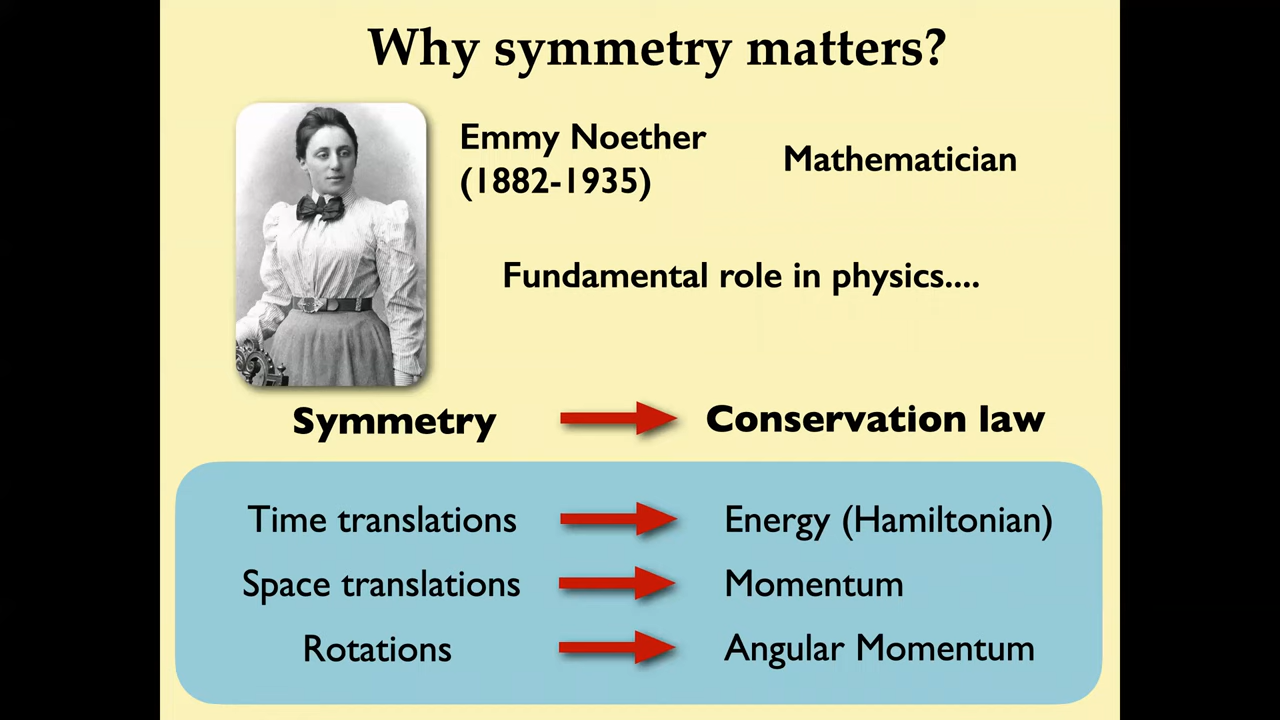 Why symmetry matters?
Emmy Noether
(1882-1935)
Mathematician
Fundamental role in physics....
Symmetry
Conservation law
Time translations
Energy (Hamiltonian)
Space translations
Momentum
Rotations
Angular Momentum